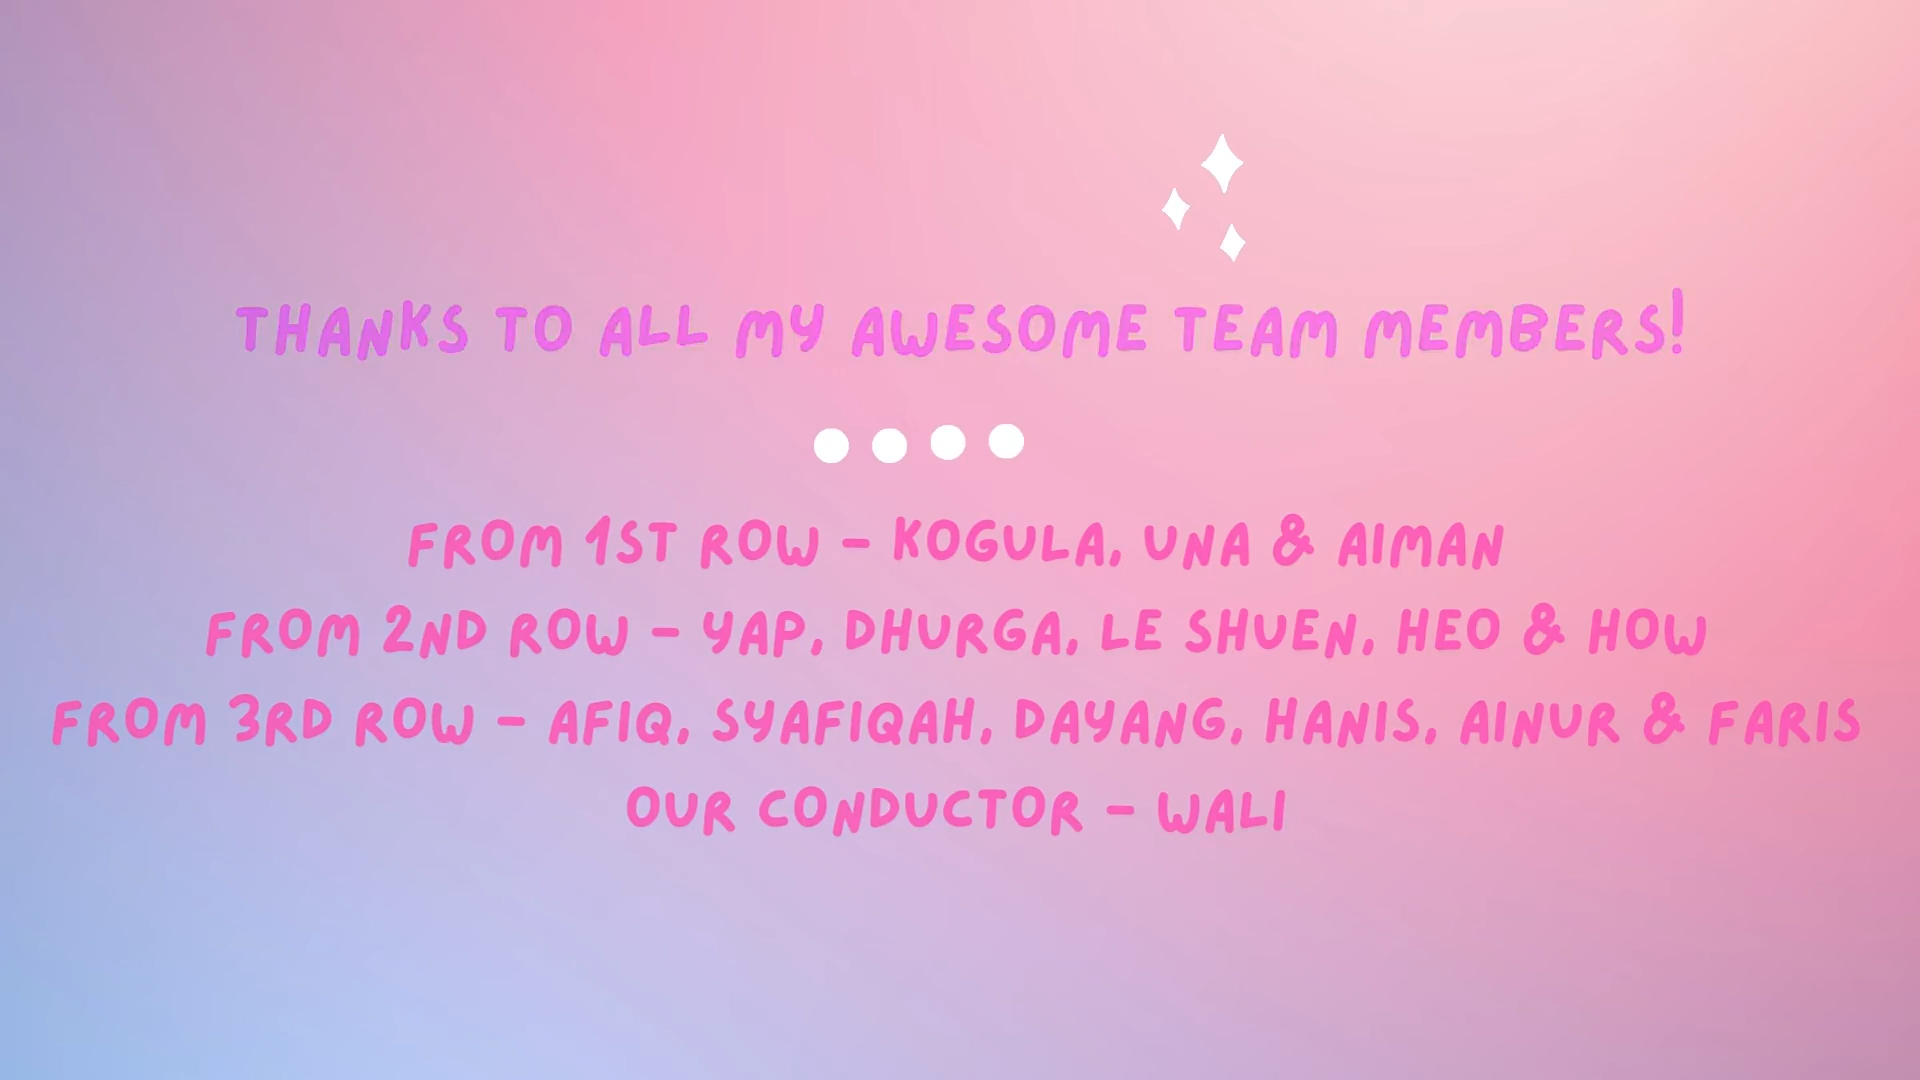 THANKS TO ALL MY AWESOME TEAM MEMBERS!
FROM 1ST ROW - KOGULA, UNA & AIMAN
FROM 2ND ROW - YAP, DHURGA, LE SHUEN, HEO & HOW
FROM 3RD ROW - AFIQ, SYAFIQAH, DAYANG, HANIS, AINUR & FARIS
OUR CONDUCTOR - WALI